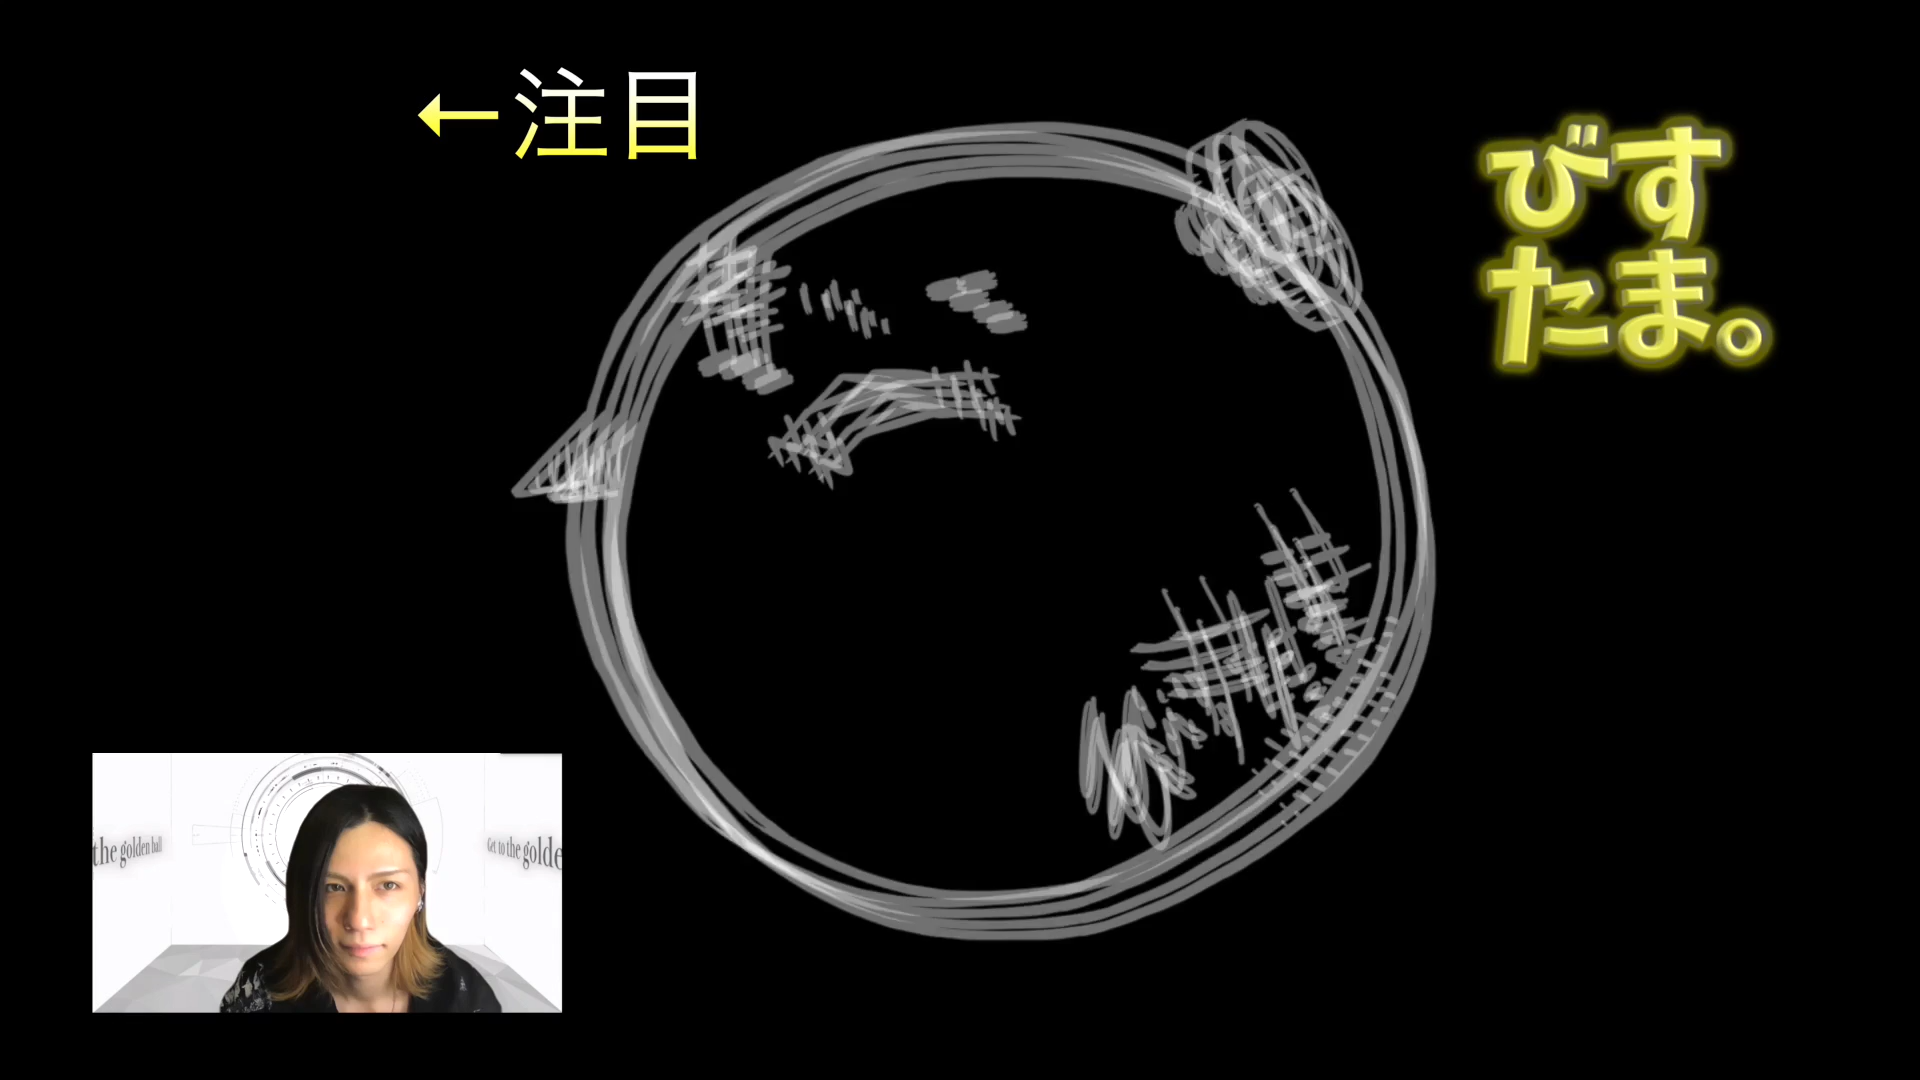 ←注目
びす
たま。
the golden ball
Get to the golde